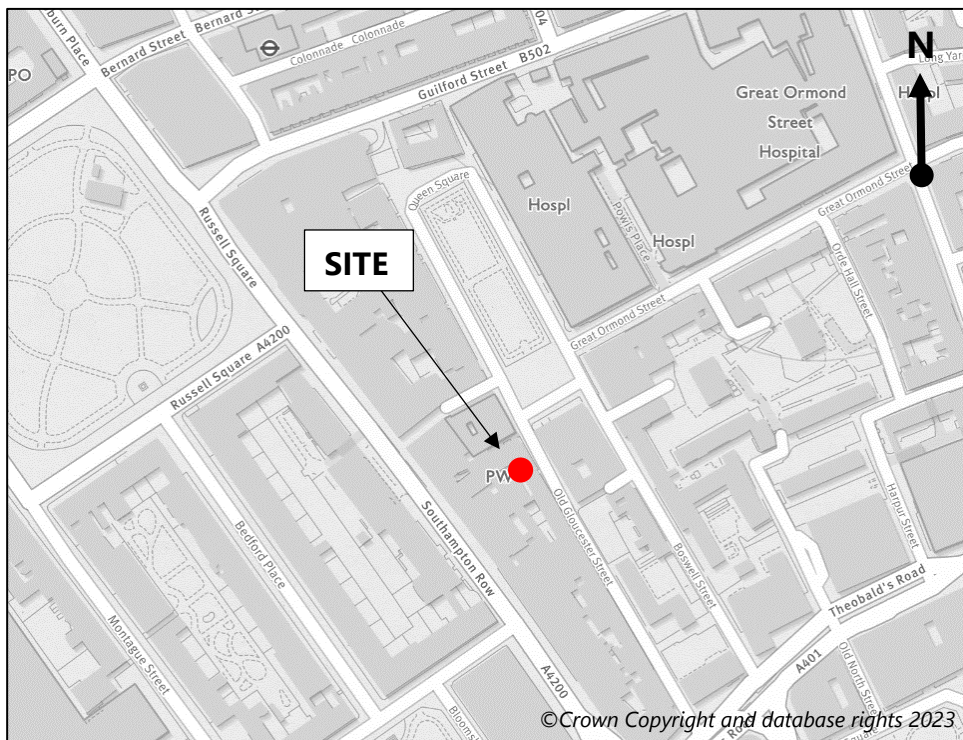 Bernard Street
Bernard
Colonnade
Colonnade
PO
Guilford Street B502
N
Hospl
Great Ormond
Street
Hospital
Great Ormond Street
Queen Square
Hospl
Powis Place
Hospl
Orde Hall Street
Russell Square
SITE
Great Ormond Street
Russell Square A4200
PW
Old Gloucester Street
Boswell Street
Harpur Street
Southampton Row
Bedford Place
Montague Street
Theobald's Road
A401
Old North Street
A4200
©Crown Copyright and database rights 2023